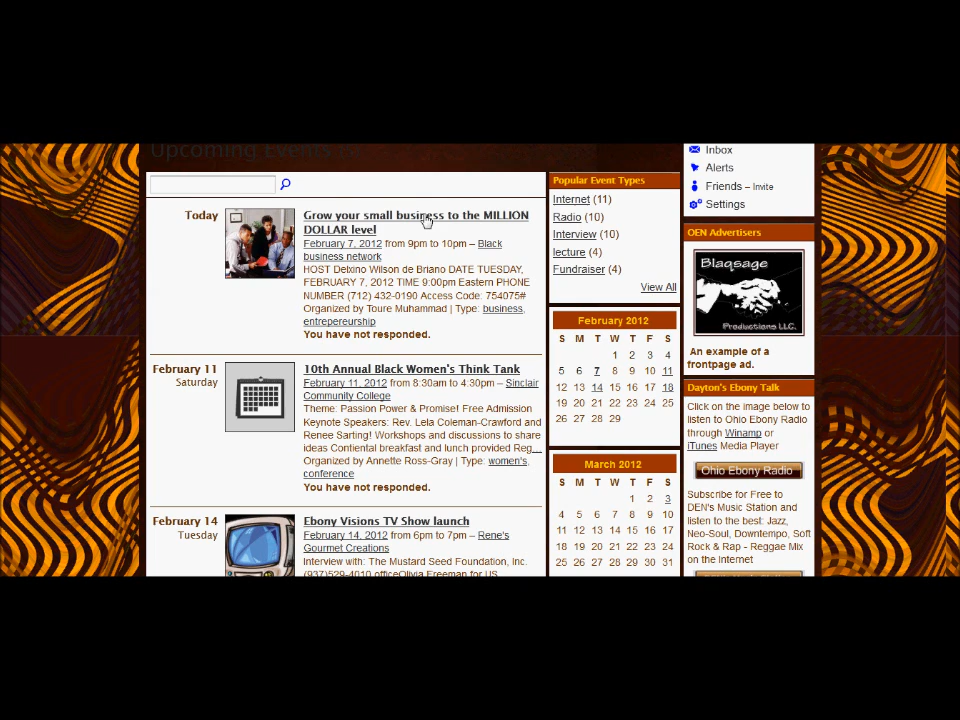 Upcoming Events
Today
Grow your small business to the MILLION
DOLLAR level
February 7, 2012 from 9pm to 10pm – Black
business network
HOST Delxino Wilson de Briano DATE TUESDAY,
FEBRUARY 7, 2012 TIME 9:00pm Eastern PHONE
NUMBER (712) 432-0190 Access Code: 754075#
Organized by Toure Muhammad | Type: business,
entrepereurship
You have not responded.
February 11
Saturday
10th Annual Black Women's Think Tank
February 11, 2012 from 8:30am to 4:30pm – Sinclair
Community College
Theme: Passion Power & Promise! Free Admission
Keynote Speakers: Rev. Lela Coleman-Crawford and
Renee Sarting! Workshops and discussions to share
ideas Contiental breakfast and lunch provided Reg…
Organized by Annette Ross-Gray | Type: women's,
conference
You have not responded.
February 14
Tuesday
Ebony Visions TV Show launch
February 14, 2012 from 6pm to 7pm – Rene's
Gourmet Creations
Interview with: The Mustard Seed Foundation, Inc.
(937)529-4010 officeOlivia Freeman for US
Popular Event Types
Internet (11)
Radio (10)
Interview (10)
lecture (4)
Fundraiser (4)
View All
February 2012
S M T W T F S
1 2 3 4
5 6 7 8 9 10 11
12 13 14 15 16 17 18
19 20 21 22 23 24 25
26 27 28 29
March 2012
S M T W T F S
1 2 3
4 5 6 7 8 9 10
11 12 13 14 15 16 17
18 19 20 21 22 23 24
25 26 27 28 29 30 31
Inbox
Alerts
Friends – Invite
Settings
OEN Advertisers
Blaqsage
Productions LLC.
An example of a
frontpage ad.
Dayton's Ebony Talk
Click on the image below to
listen to Ohio Ebony Radio
through Winamp or
iTunes Media Player
Ohio Ebony Radio
Subscribe for Free to
DEN's Music Station and
listen to the best: Jazz,
Neo-Soul, Downtempo, Soft
Rock & Rap - Reggae Mix
on the Internet